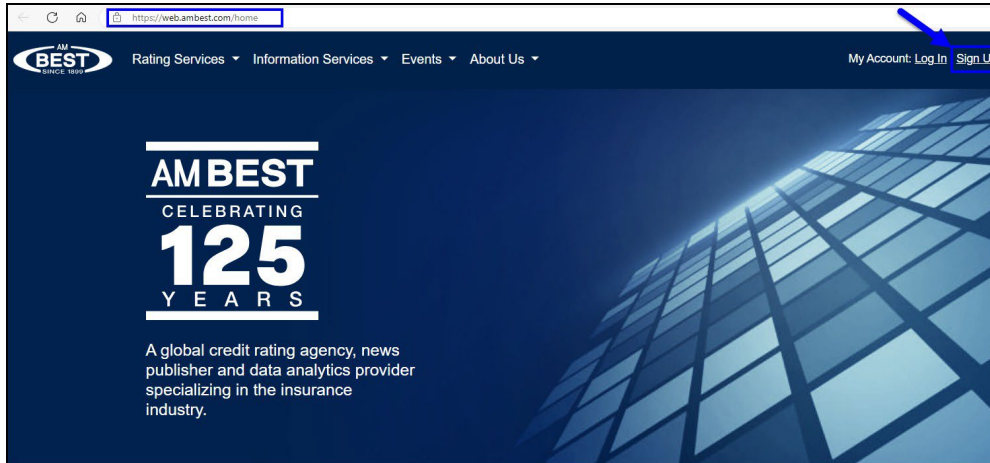 https://web.ambest.com/home
AM
BEST
SINCE 1899
Rating Services Information Services Events About Us My Account: Log In Sign U
AM BEST
CELEBRATING
125
YEARS
A global credit rating agency, news
publisher and data analytics provider
specializing in the insurance
industry.